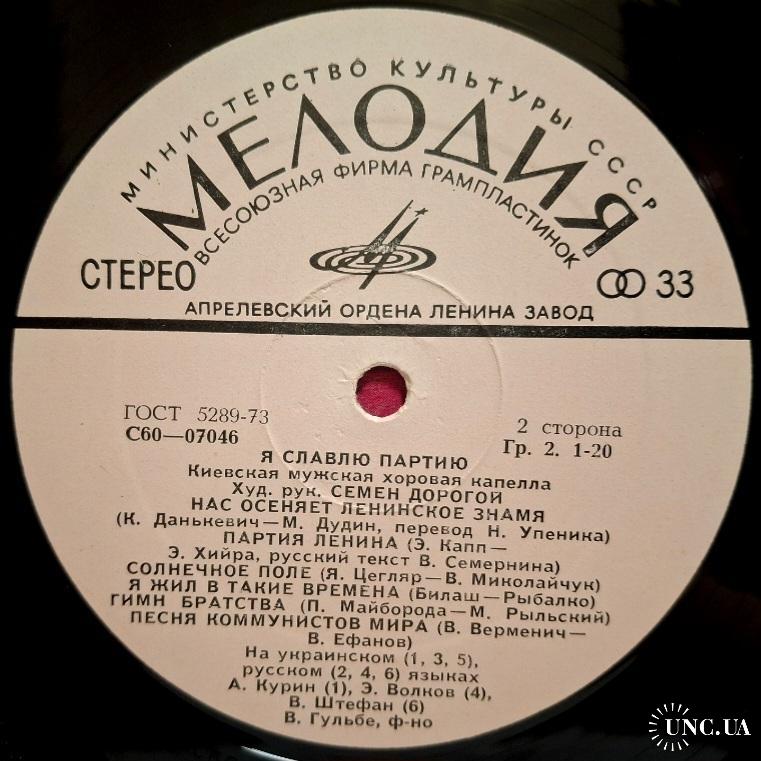 МИНИСТЕРСТВО КУЛЬТУРЫ СССР
МЕЛОДИЯ
ВСЕСОЮЗНАЯ ФИРМА ГРАМПЛАСТИНОК
СТЕРЕО
33
АПРЕЛЕВСКИЙ ОРДЕНА ЛЕНИНА ЗАВОД
ГОСТ 5289-73
С60—07046
2 сторона
Гр. 2. 1-20
Я СЛАВЛЮ ПАРТИЮ
Киевская мужская хоровая капелла
Худ. рук. СЕМЕН ДОРОГОЙ
НАС ОСЕНЯЕТ ЛЕНИНСКОЕ ЗНАМЯ
(К. Данькевич—М. Дудин, перевод Н. Упеника)
ПАРТИЯ ЛЕНИНА (Э. Капп—
Э. Хийра, русский текст В. Семернина)
СОЛНЕЧНОЕ ПОЛЕ (Я. Цегляр—В. Миколайчук)
Я ЖИЛ В ТАКИЕ ВРЕМЕНА (Билаш—Рыбалко)
ГИМН БРАТСТВА (П. Майборода—М. Рыльский)
ПЕСНЯ КОММУНИСТОВ МИРА (В. Верменич—
В. Ефанов)
На украинском (1, 3, 5),
русском (2, 4, 6) языках
А. Курин (1), Э. Волков (4),
В. Штефан (6)
В. Гульбе, ф-но
UNC.UA